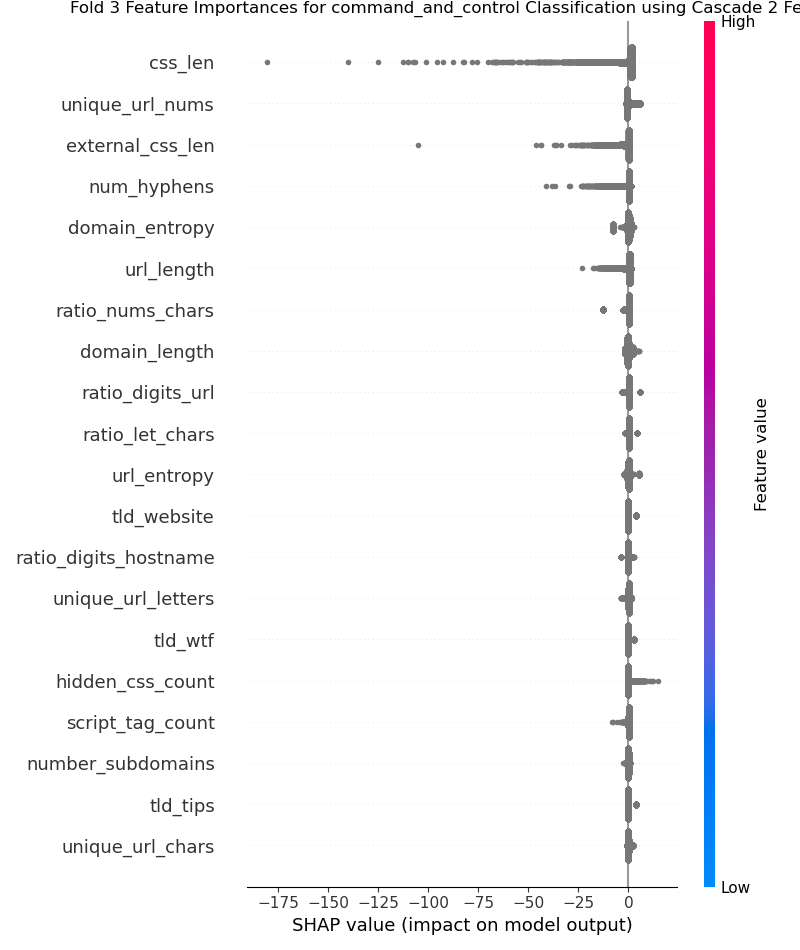 Fold 3 Feature Importances for command_and_control Classification using Cascade 2 Fe
High
css_len
unique_url_nums
external_css_len
num_hyphens
domain_entropy
url_length
ratio_nums_chars
domain_length
ratio_digits_url
ratio_let_chars
url_entropy
tld_website
ratio_digits_hostname
unique_url_letters
tld_wtf
hidden_css_count
script_tag_count
number_subdomains
tld_tips
unique_url_chars
Feature value
Low
−175 −150 −125 −100 −75 −50 −25 0
SHAP value (impact on model output)